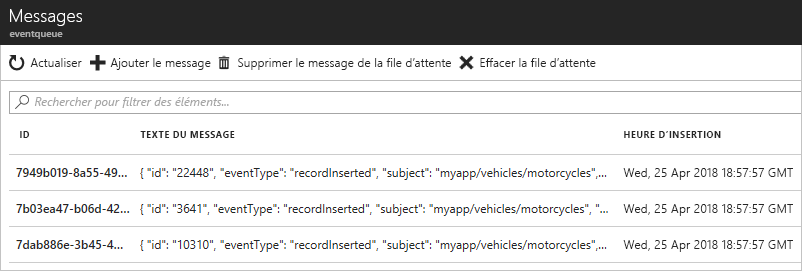 Messages
eventqueue
Actualiser Ajouter le message Supprimer le message de la file d'attente Effacer la file d'attente
Rechercher pour filtrer des éléments...
ID TEXTE DU MESSAGE HEURE D'INSERTION
7949b019-8a55-49... { "id": "22448", "eventType": "recordInserted", "subject": "myapp/vehicles/motorcycles",... Wed, 25 Apr 2018 18:57:57 GMT
7b03ea47-b06d-42... { "id": "3641", "eventType": "recordInserted", "subject": "myapp/vehicles/motorcycles", "... Wed, 25 Apr 2018 18:57:57 GMT
7dab886e-3b45-4... { "id": "10310", "eventType": "recordInserted", "subject": "myapp/vehicles/motorcycles",... Wed, 25 Apr 2018 18:57:57 GMT